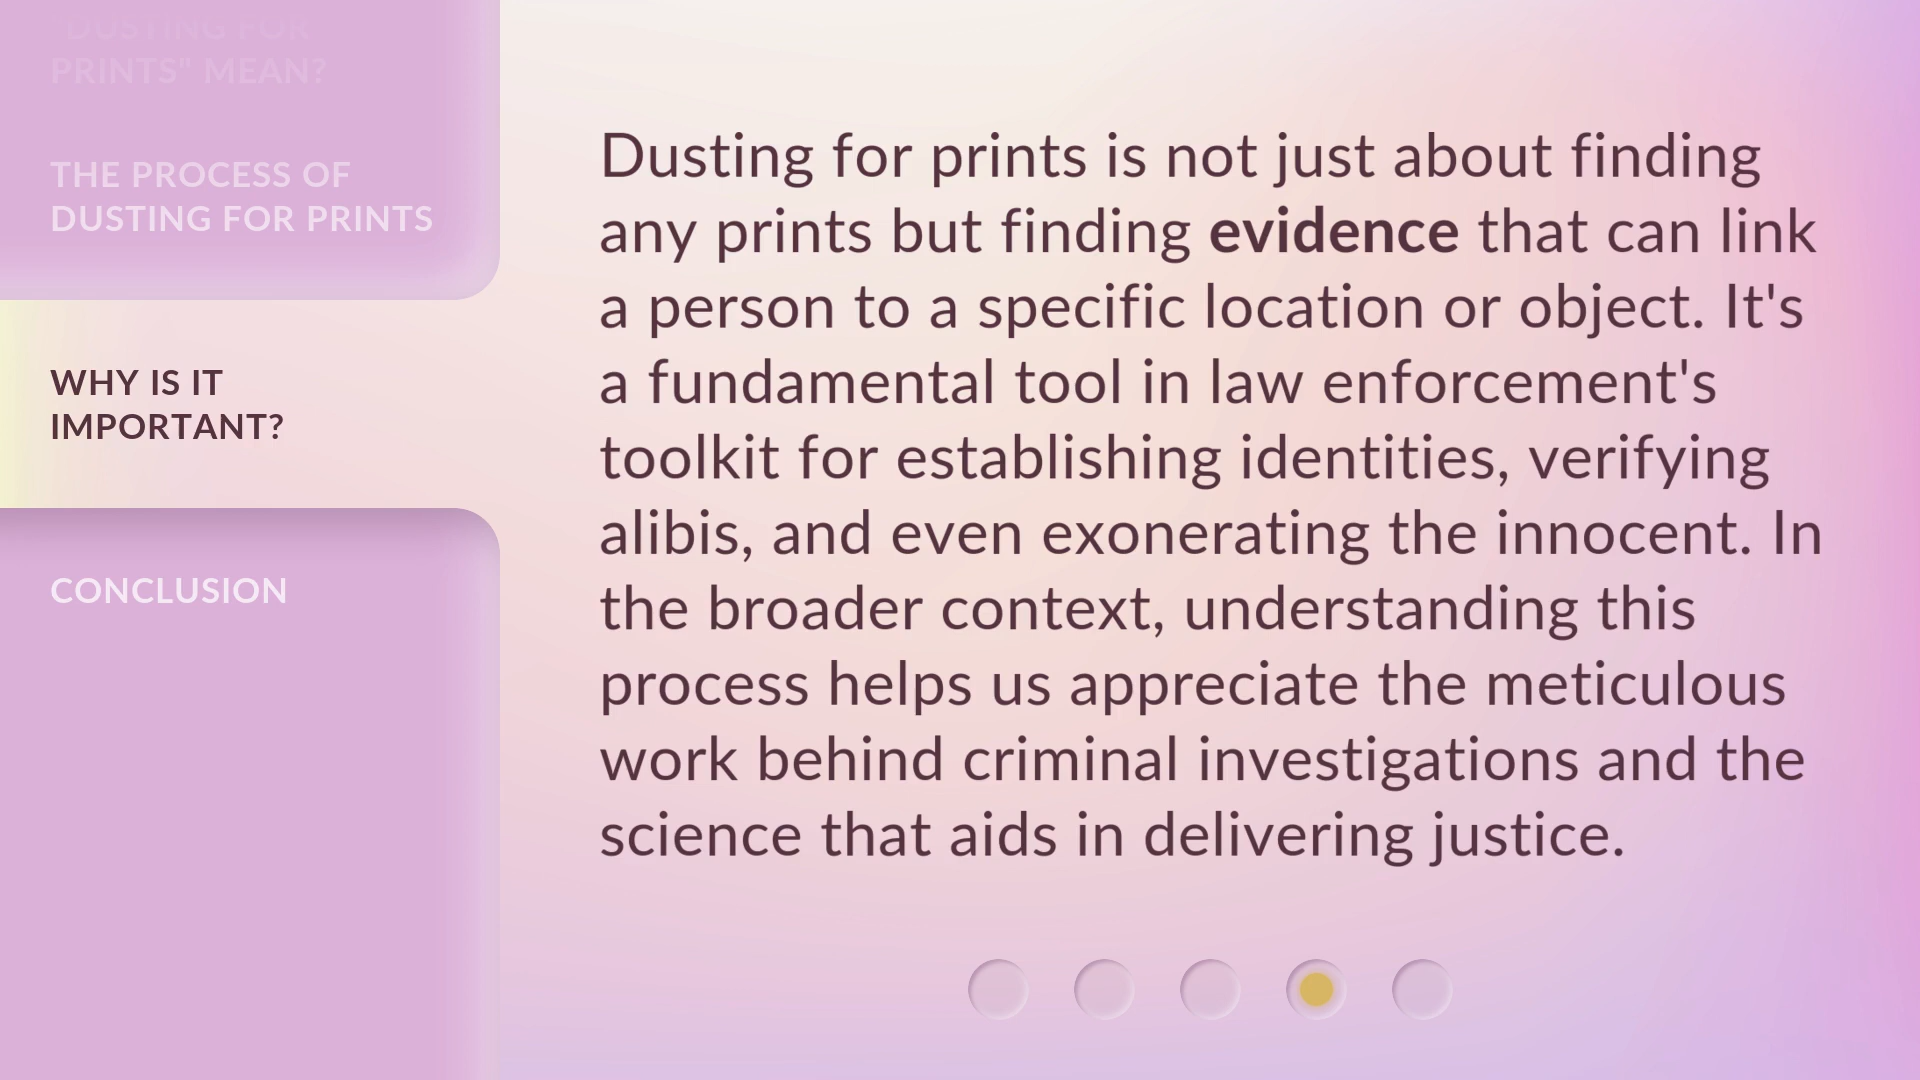 "DUSTING FOR
PRINTS" MEAN?
THE PROCESS OF
DUSTING FOR PRINTS
WHY IS IT
IMPORTANT?
CONCLUSION
Dusting for prints is not just about finding
any prints but finding evidence that can link
a person to a specific location or object. It's
a fundamental tool in law enforcement's
toolkit for establishing identities, verifying
alibis, and even exonerating the innocent. In
the broader context, understanding this
process helps us appreciate the meticulous
work behind criminal investigations and the
science that aids in delivering justice.